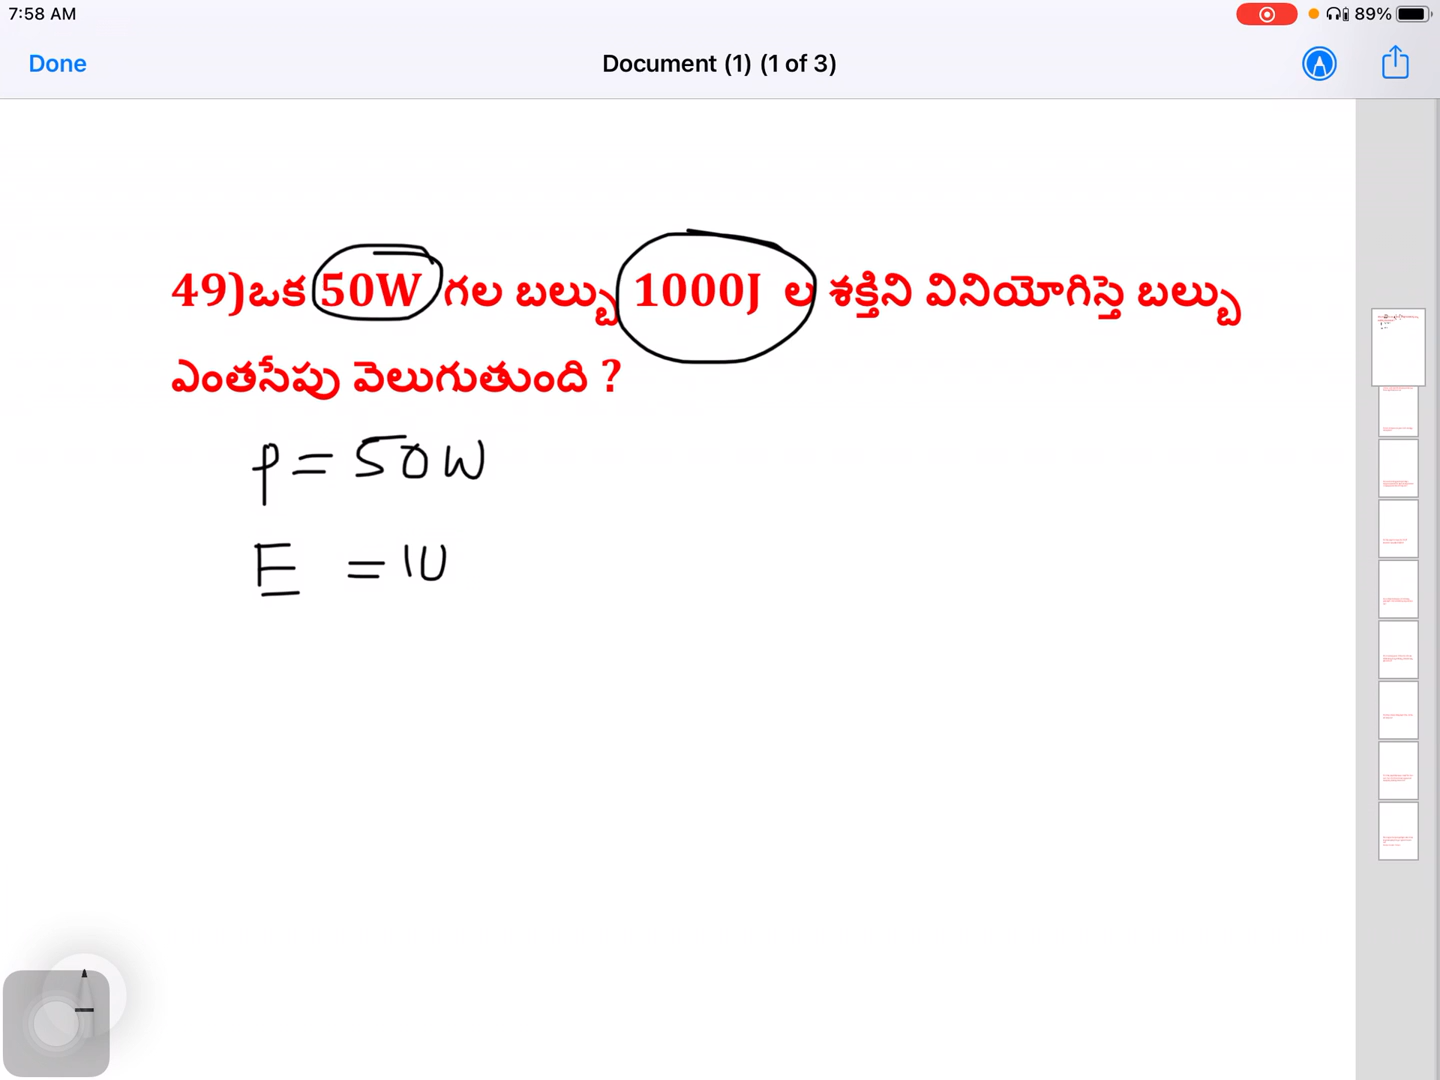 7:58 AM
89%
Done
Document (1) (1 of 3)
49)ఒక 50W గల బల్బు 1000J ల శక్తిని వినియోగిస్తె బల్బు
ఎంతసేపు వెలుగుతుంది ?
P = 50W
E = 10